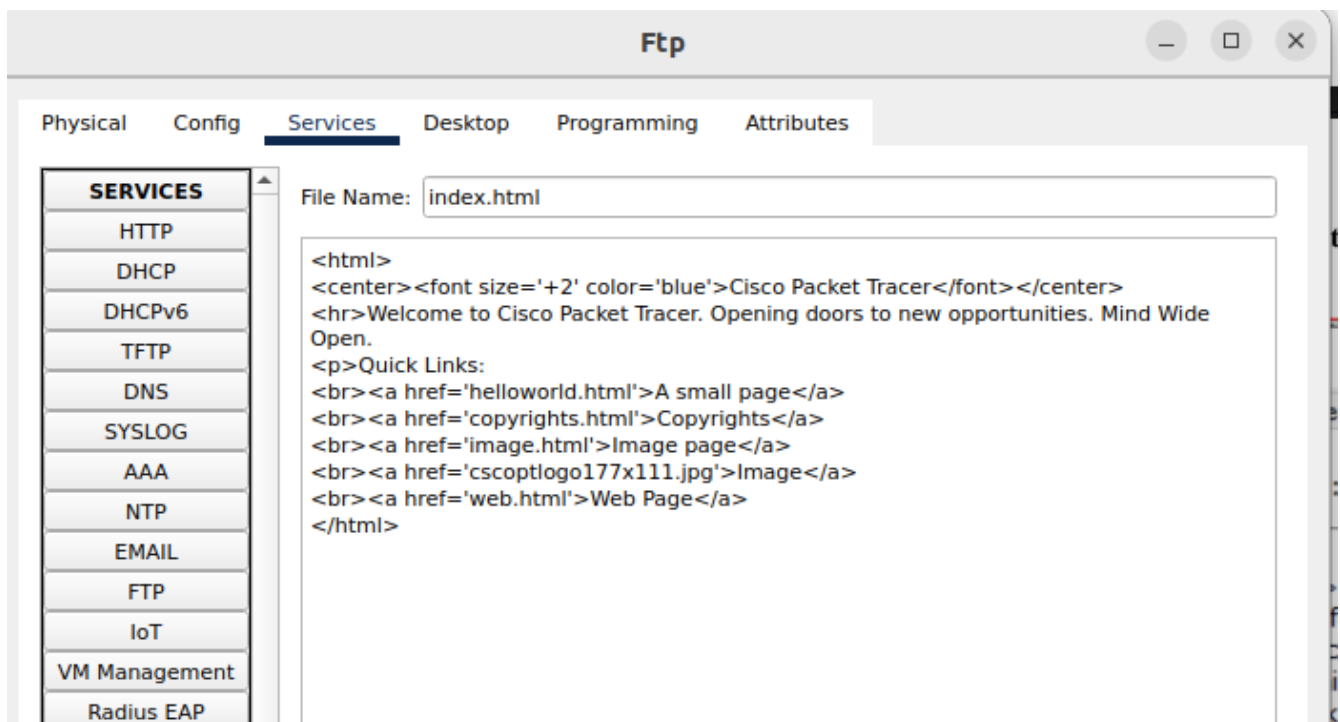 Ftp
Physical Config Services Desktop Programming Attributes
SERVICES
HTTP
DHCP
DHCPv6
TFTP
DNS
SYSLOG
AAA
NTP
EMAIL
FTP
IoT
VM Management
Radius EAP
File Name: index.html
<html>
<center><font size='+2' color='blue'>Cisco Packet Tracer</font></center>
<hr>Welcome to Cisco Packet Tracer. Opening doors to new opportunities. Mind Wide
Open.
<p>Quick Links:
<br><a href='helloworld.html'>A small page</a>
<br><a href='copyrights.html'>Copyrights</a>
<br><a href='image.html'>Image page</a>
<br><a href='cscoptlogo177x111.jpg'>Image</a>
<br><a href='web.html'>Web Page</a>
</html>